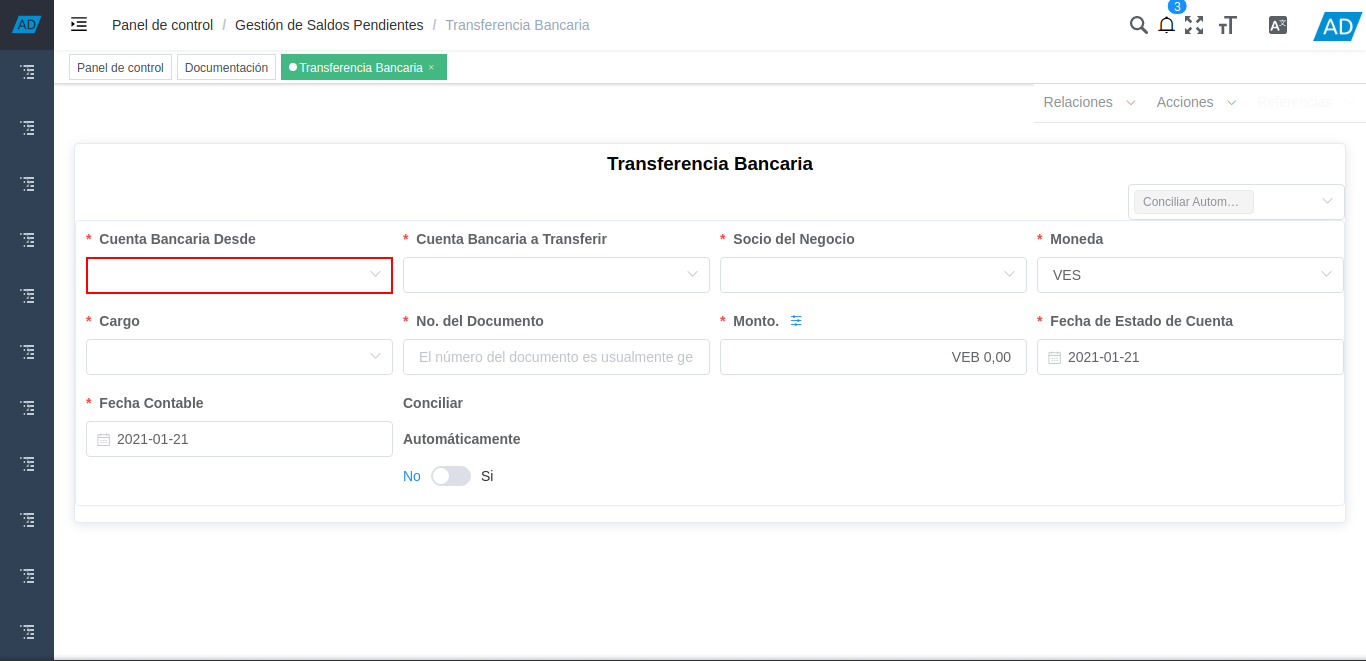 AD
Panel de control / Gestión de Saldos Pendientes / Transferencia Bancaria
3
AD
Panel de control
Documentación
Transferencia Bancaria ×
Relaciones
Acciones
Referencias
Transferencia Bancaria
Conciliar Autom...
* Cuenta Bancaria Desde
* Cuenta Bancaria a Transferir
* Socio del Negocio
* Moneda
VES
* Cargo
* No. del Documento
* Monto.
* Fecha de Estado de Cuenta
El número del documento es usualmente ge
VEB 0,00
2021-01-21
* Fecha Contable
Conciliar
Automáticamente
2021-01-21
No
Si